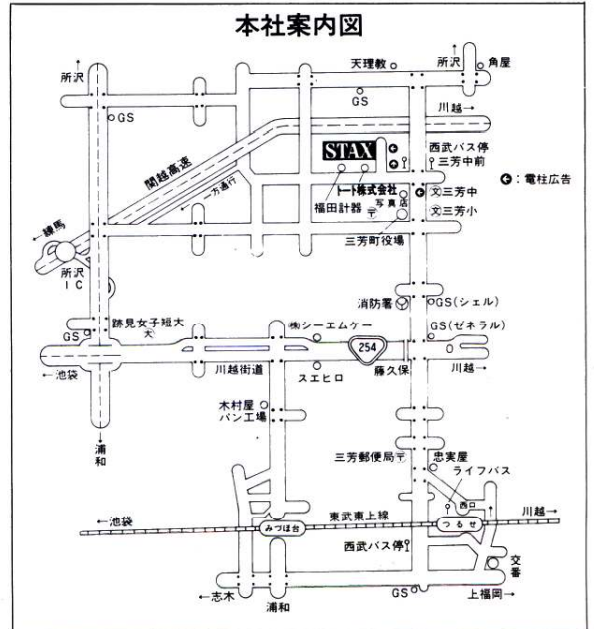 本社案内図
所沢
天理教
所沢
角屋
GS
GS
川越→
関越高速
STAX
西武バス停
三芳中前
:電柱広告
←一方通行
トート株式会社
福田計器
写真店
〒
文三芳中
文三芳小
三芳町役場
←練馬
所沢
IC
消防署
GS(シェル)
跡見女子短大
大
GS
㈱シーエムケー
GS(ゼネラル)
254
←池袋
川越街道
スエヒロ
藤久保
川越→
木村屋
パン工場
←浦和
三芳郵便局〒
忠実屋
ライフバス
西口
←池袋
東武東上線
川越→
みづほ台
つるせ
西武バス停
交番
←志木
浦和
GS
上福岡→